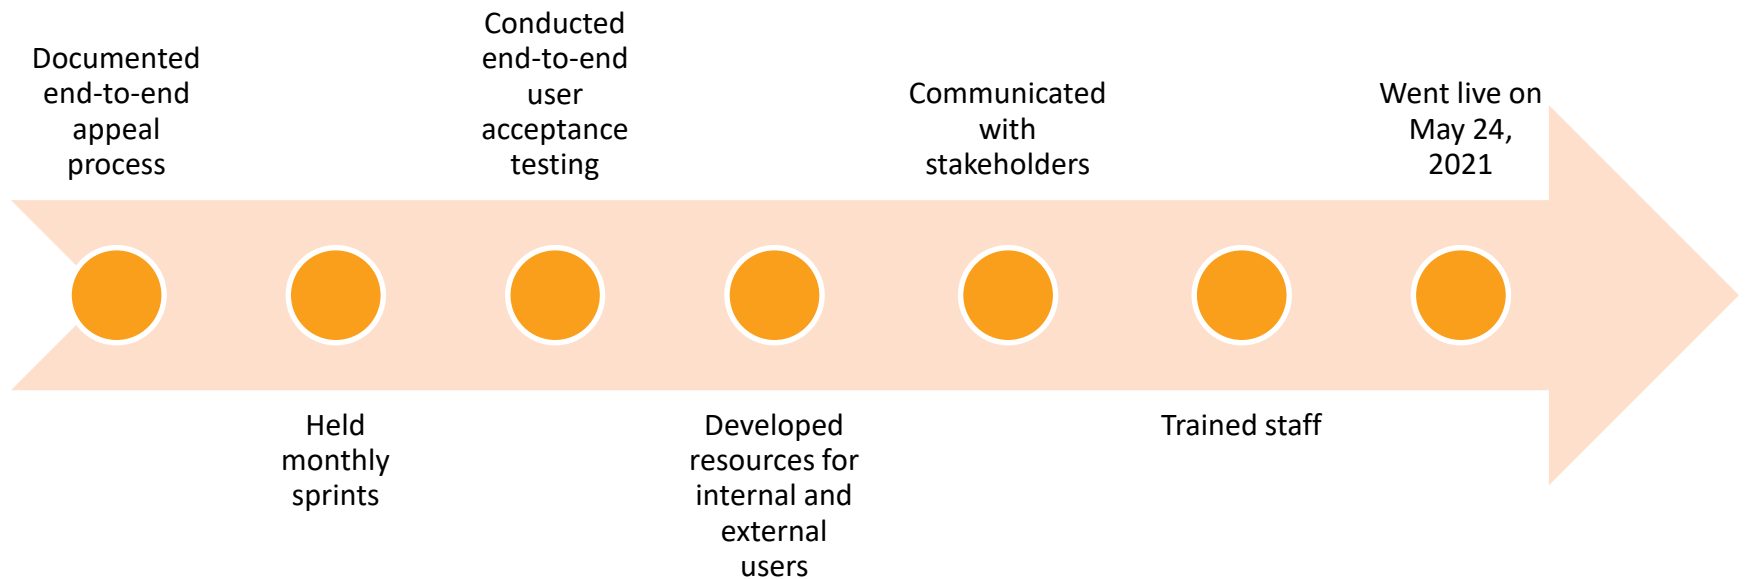 Documented
end-to-end
appeal
process
Held
monthly
sprints
Conducted
end-to-end
user
acceptance
testing
Developed
resources for
internal and
external
users
Communicated
with
stakeholders
Trained staff
Went live on
May 24,
2021